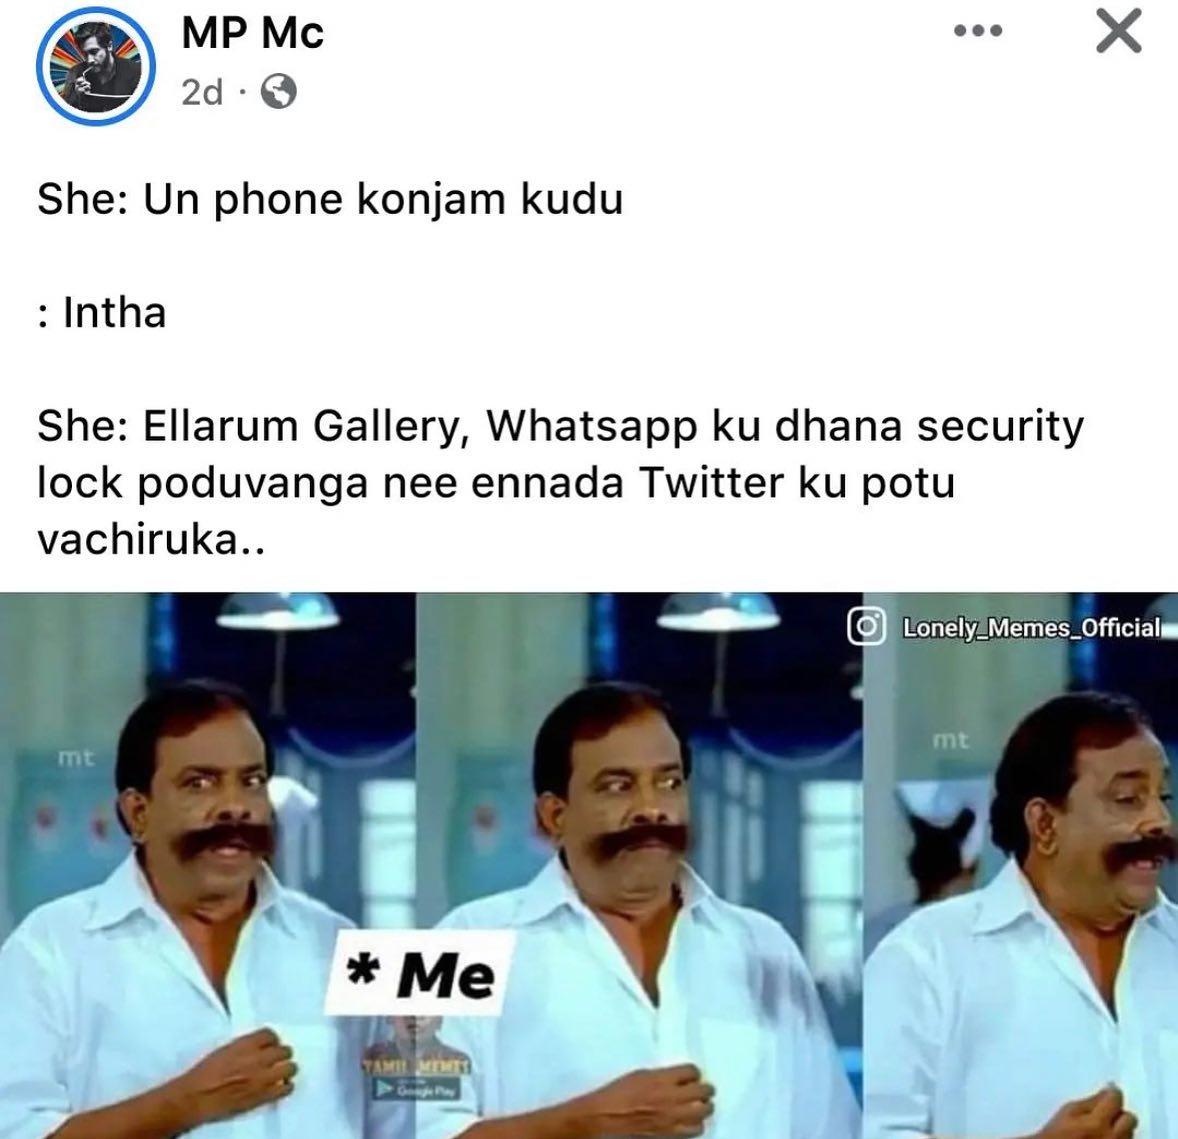 MP Mc
2d ·
She: Un phone konjam kudu
: Intha
She: Ellarum Gallery, Whatsapp ku dhana security
lock poduvanga nee ennada Twitter ku potu
vachiruka..
Lonely_Memes_Official
mt
mt
* Me
TAMIL MEMES
Google Play